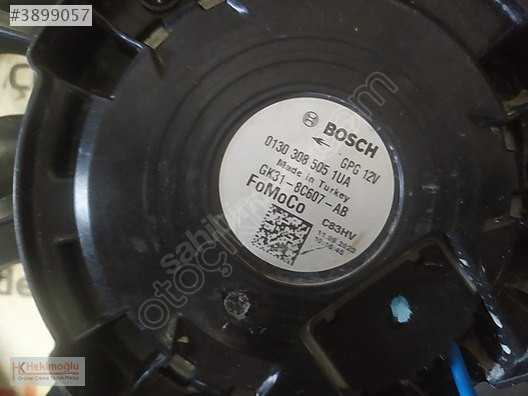 #3899057
BOSCH
GPG 12V
0130 308 505 1UA
Made in Turkey
GK31-8C607-AB
FoMoCo
C83HV
Hekimoğlu